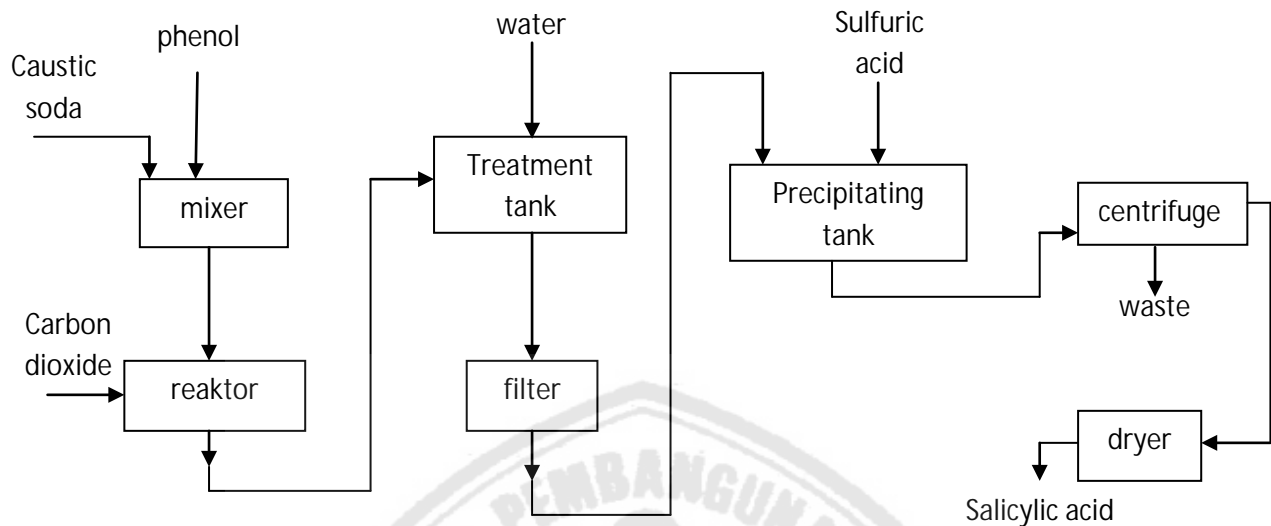 Caustic
soda
phenol
mixer
Carbon
dioxide
reaktor
water
Treatment
tank
filter
Sulfuric
acid
Precipitating
tank
centrifuge
waste
dryer
Salicylic acid
PEMBANGUNA